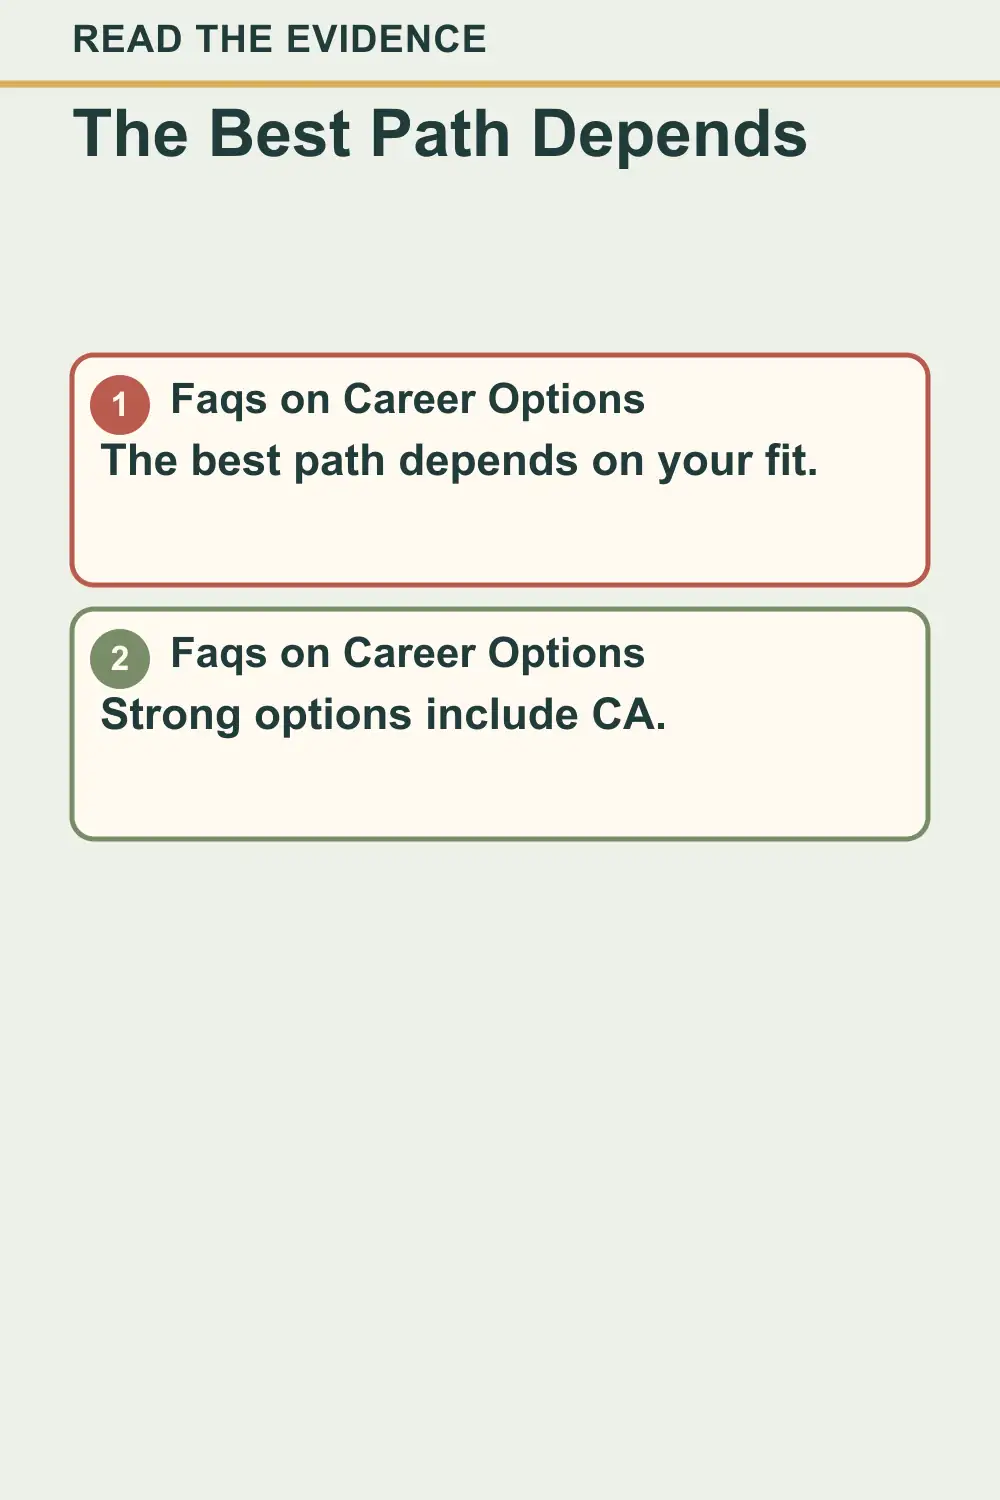 READ THE EVIDENCE
The Best Path Depends
1 Faqs on Career Options
The best path depends on your fit.
2 Faqs on Career Options
Strong options include CA.